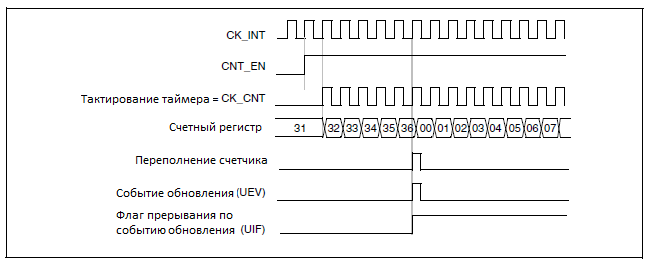 CK_INT
CNT_EN
Тактирование таймера = CK_CNT
Счетный регистр 31 32 33 34 35 36 00 01 02 03 04 05 06 07
Переполнение счетчика
Событие обновления (UEV)
Флаг прерывания по
событию обновления (UIF)